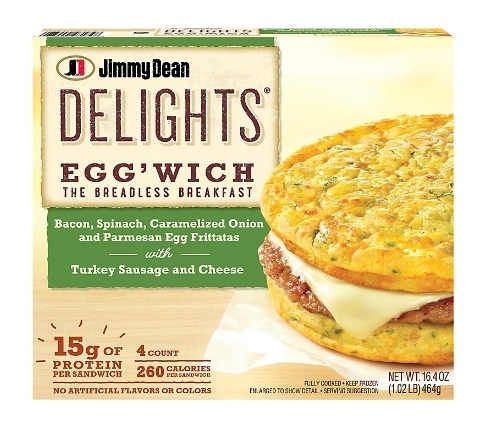 Jimmy Dean
DELIGHTS®
EGG'WICH
THE BREADLESS BREAKFAST
Bacon, Spinach, Caramelized Onion
and Parmesan Egg Frittatas
with
Turkey Sausage and Cheese
15g OF
PROTEIN
PER SANDWICH
4 COUNT
260 CALORIES
PER SANDWICH
NO ARTIFICIAL FLAVORS OR COLORS
FULLY COOKED • KEEP FROZEN
ENLARGED TO SHOW DETAIL • SERVING SUGGESTION
NET WT. 16.4 OZ
(1.02 LB) 464g